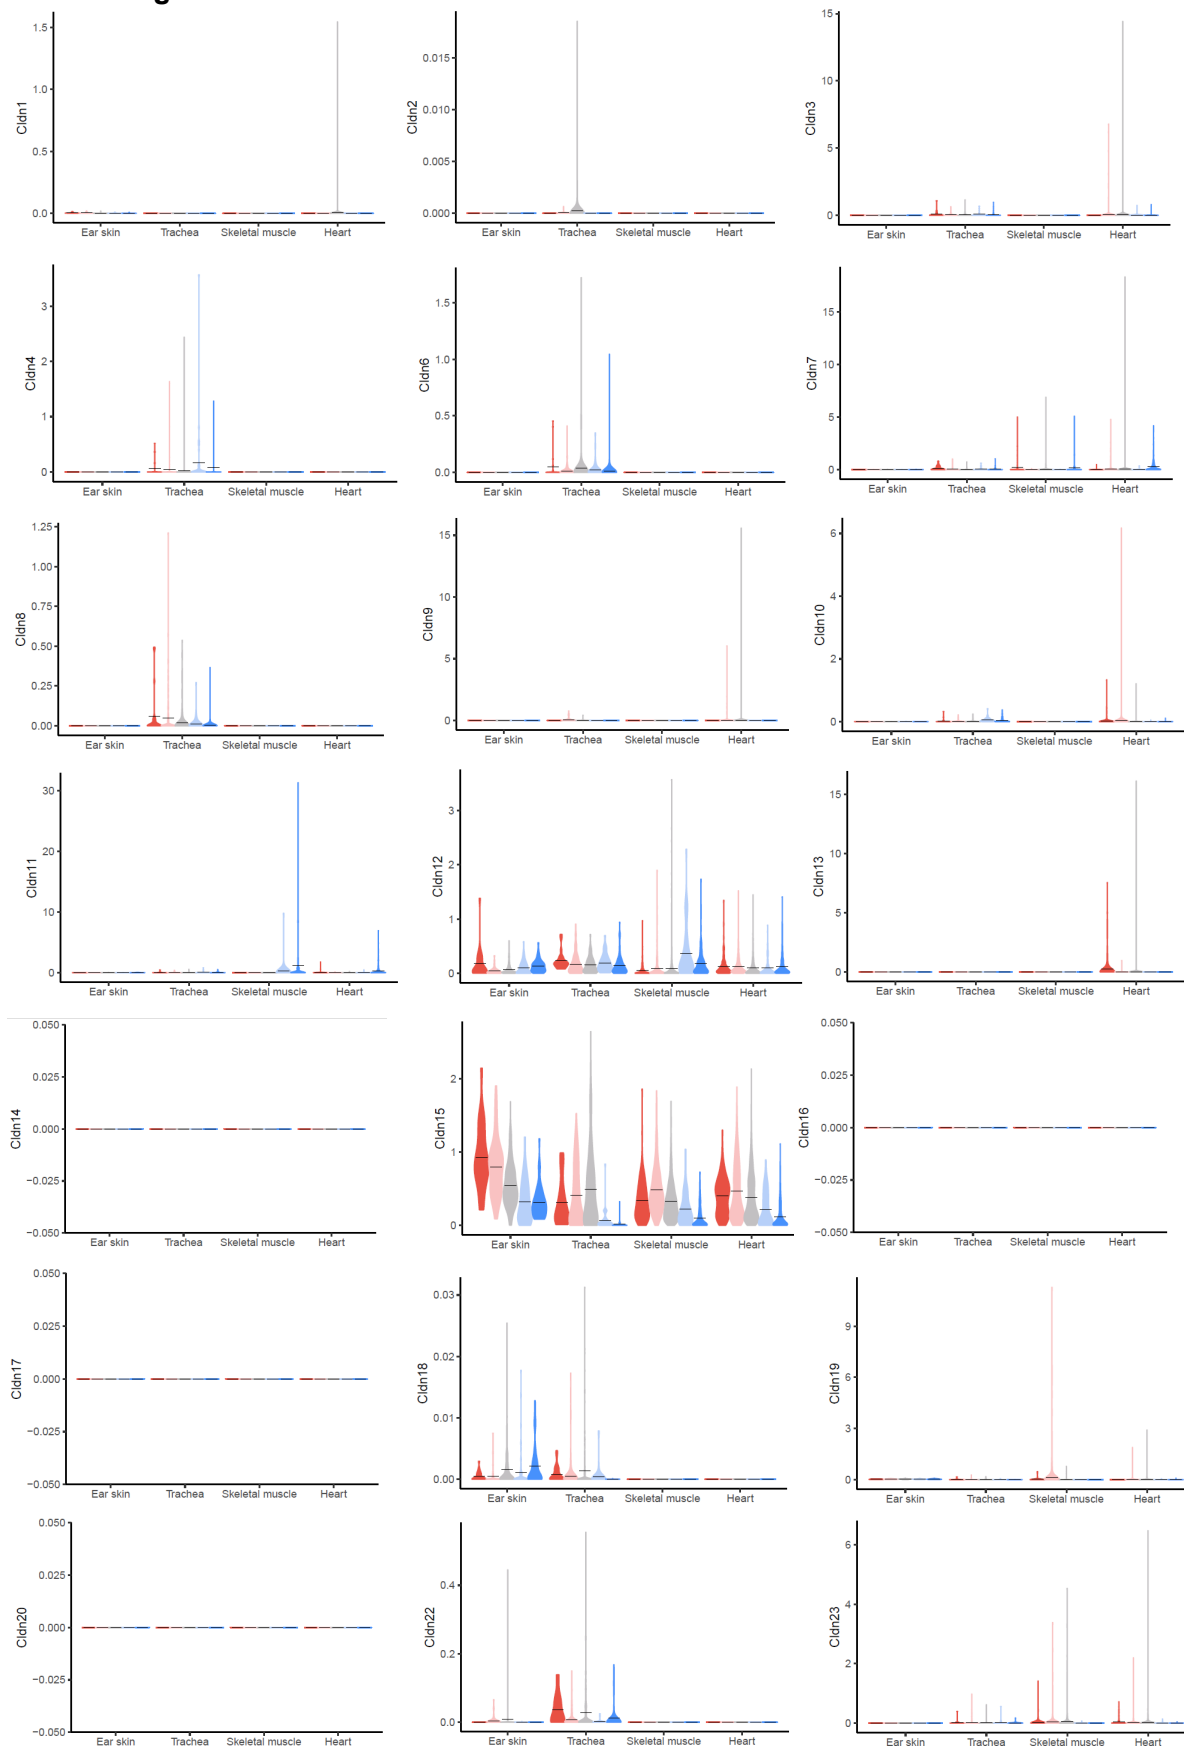 g
1.5
1.0
0.5
0.0
Cldn1
Ear skin Trachea Skeletal muscle Heart
0.015
0.010
0.005
0.000
Cldn2
Ear skin Trachea Skeletal muscle Heart
15
10
5
0
Cldn3
Ear skin Trachea Skeletal muscle Heart
3
2
1
0
Cldn4
Ear skin Trachea Skeletal muscle Heart
1.5
1.0
0.5
0.0
Cldn6
Ear skin Trachea Skeletal muscle Heart
15
10
5
0
Cldn7
Ear skin Trachea Skeletal muscle Heart
1.25
1.00
0.75
0.50
0.25
0.00
Cldn8
Ear skin Trachea Skeletal muscle Heart
15
10
5
0
Cldn9
Ear skin Trachea Skeletal muscle Heart
6
4
2
0
Cldn10
Ear skin Trachea Skeletal muscle Heart
30
20
10
0
Cldn11
Ear skin Trachea Skeletal muscle Heart
3
2
1
0
Cldn12
Ear skin Trachea Skeletal muscle Heart
15
10
5
0
Cldn13
Ear skin Trachea Skeletal muscle Heart
0.050
0.025
0.000
−0.025
−0.050
Cldn14
Ear skin Trachea Skeletal muscle Heart
2
1
0
Cldn15
Ear skin Trachea Skeletal muscle Heart
0.050
0.025
0.000
−0.025
−0.050
Cldn16
Ear skin Trachea Skeletal muscle Heart
0.050
0.025
0.000
−0.025
−0.050
Cldn17
Ear skin Trachea Skeletal muscle Heart
0.03
0.02
0.01
0.00
Cldn18
Ear skin Trachea Skeletal muscle Heart
9
6
3
0
Cldn19
Ear skin Trachea Skeletal muscle Heart
0.050
0.025
0.000
−0.025
−0.050
Cldn20
Ear skin Trachea Skeletal muscle Heart
0.4
0.2
0.0
Cldn22
Ear skin Trachea Skeletal muscle Heart
6
4
2
0
Cldn23
Ear skin Trachea Skeletal muscle Heart